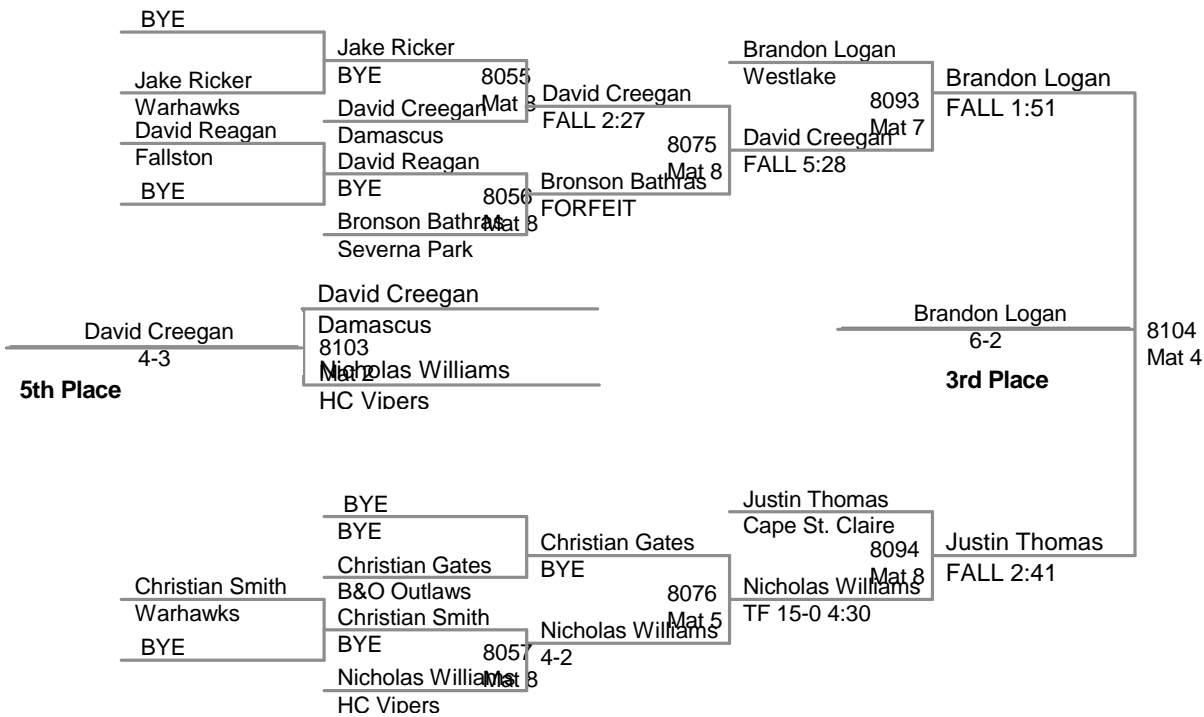 BYE
Jake Ricker
Warhawks
David Reagan
Fallston
BYE
Jake Ricker
BYE
8055
Mat 8
David Creegan
Damascus
David Reagan
BYE
8056
Mat 8
Bronson Bathras
Severna Park
David Creegan
FALL 2:27
8075
Mat 8
Bronson Bathras
FORFEIT
Brandon Logan
Westlake
8093
Mat 7
David Creegan
FALL 5:28
Brandon Logan
FALL 1:51
David Creegan
4-3
5th Place
David Creegan
Damascus
8103
Mat 2
Nicholas Williams
HC Vipers
Brandon Logan
6-2
3rd Place
8104
Mat 4
Christian Smith
Warhawks
BYE
BYE
BYE
Christian Gates
B&O Outlaws
Christian Smith
BYE
8057
Mat 8
Nicholas Williams
HC Vipers
Christian Gates
BYE
8076
Mat 5
Nicholas Williams
4-2
Justin Thomas
Cape St. Claire
8094
Mat 8
Nicholas Williams
TF 15-0 4:30
Justin Thomas
FALL 2:41